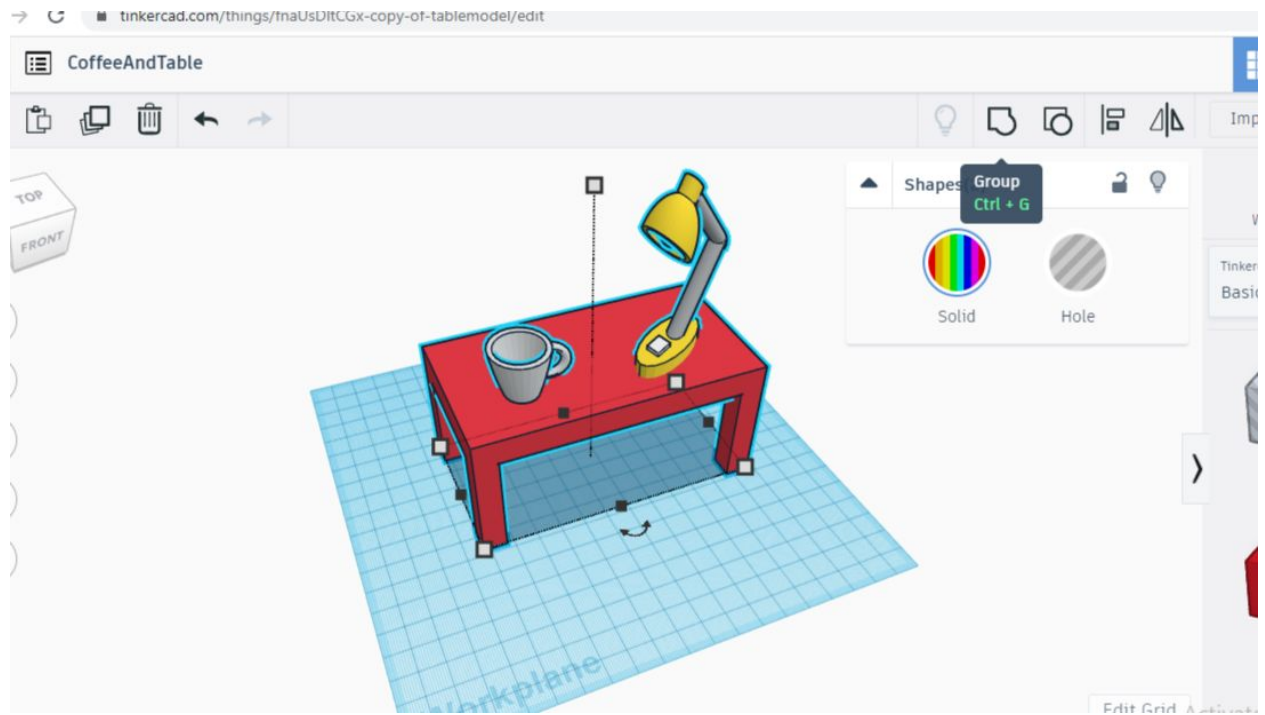 tinkercad.com/things/fnaUsDltCGx-copy-of-tablemodel/edit
CoffeeAndTable
Imp
TOP
FRONT
Shapes
Group
Ctrl + G
Solid
Hole
Tinker
Basic
Workplane
Edit Grid